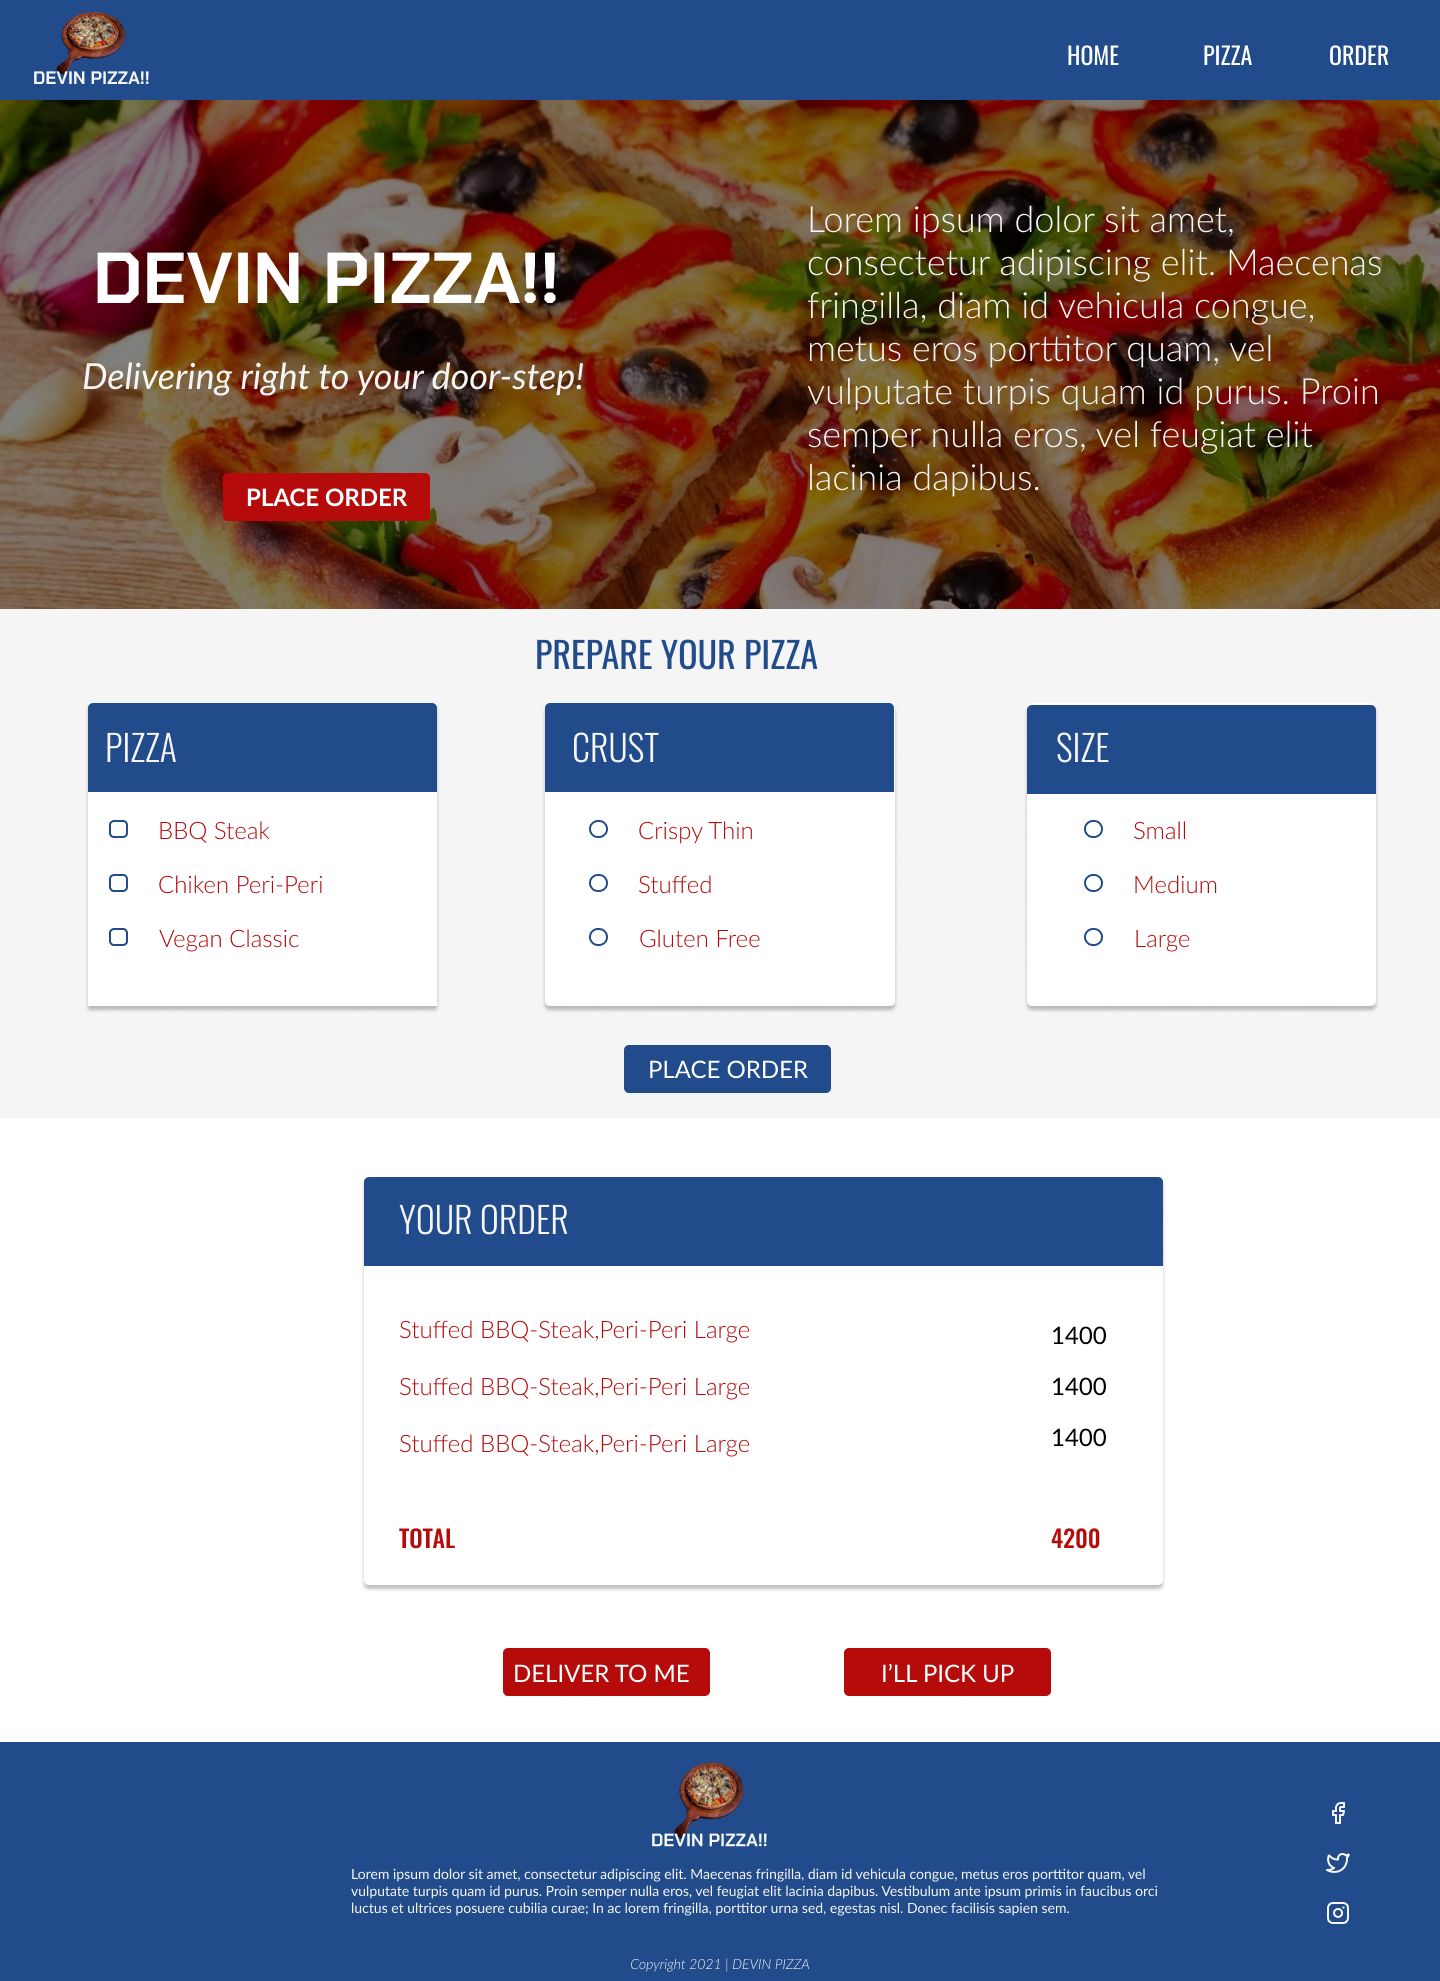 DEVIN PIZZA!!
HOME PIZZA ORDER
DEVIN PIZZA!!
Delivering right to your door-step!
PLACE ORDER
Lorem ipsum dolor sit amet,
consectetur adipiscing elit. Maecenas
fringilla, diam id vehicula congue,
metus eros porttitor quam, vel
vulputate turpis quam id purus. Proin
semper nulla eros, vel feugiat elit
lacinia dapibus.
PREPARE YOUR PIZZA
PIZZA
BBQ Steak
Chiken Peri-Peri
Vegan Classic
CRUST
Crispy Thin
Stuffed
Gluten Free
SIZE
Small
Medium
Large
PLACE ORDER
YOUR ORDER
Stuffed BBQ-Steak,Peri-Peri Large 1400
Stuffed BBQ-Steak,Peri-Peri Large 1400
Stuffed BBQ-Steak,Peri-Peri Large 1400
TOTAL 4200
DELIVER TO ME
I’LL PICK UP
DEVIN PIZZA!!
Lorem ipsum dolor sit amet, consectetur adipiscing elit. Maecenas fringilla, diam id vehicula congue, metus eros porttitor quam, vel
vulputate turpis quam id purus. Proin semper nulla eros, vel feugiat elit lacinia dapibus. Vestibulum ante ipsum primis in faucibus orci
luctus et ultrices posuere cubilia curae; In ac lorem fringilla, porttitor urna sed, egestas nisl. Donec facilisis sapien sem.
Copyright 2021 | DEVIN PIZZA